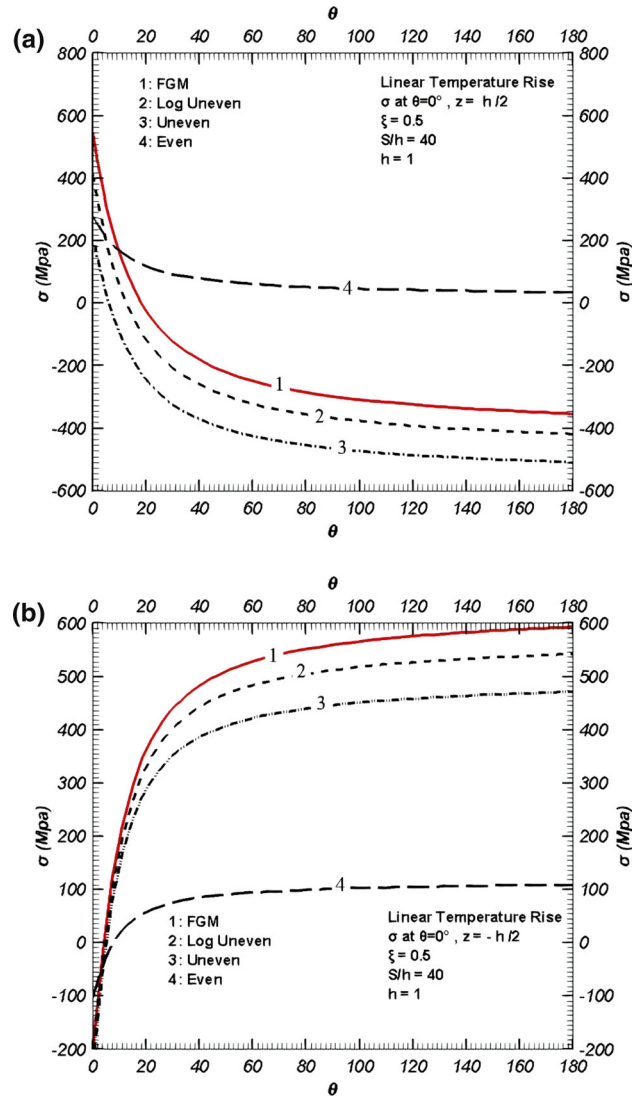 θ
(a)
0 20 40 60 80 100 120 140 160 180
800 800
600 600
400 400
200 200
0 0
-200 -200
-400 -400
-600 -600
σ (Mpa)
σ (Mpa)
1: FGM
2: Log Uneven
3: Uneven
4: Even
Linear Temperature Rise
σ at θ=0° , z= h/2
ξ = 0.5
S/h = 40
h = 1
4
1
2
3
0 20 40 60 80 100 120 140 160 180
θ
θ
(b)
0 20 40 60 80 100 120 140 160 180
600 600
500 500
400 400
300 300
200 200
100 100
0 0
-100 -100
-200 -200
σ (Mpa)
σ (Mpa)
1
2
3
4
1: FGM
2: Log Uneven
3: Uneven
4: Even
Linear Temperature Rise
σ at θ=0° , z= - h/2
ξ = 0.5
S/h = 40
h = 1
0 20 40 60 80 100 120 140 160 180
θ